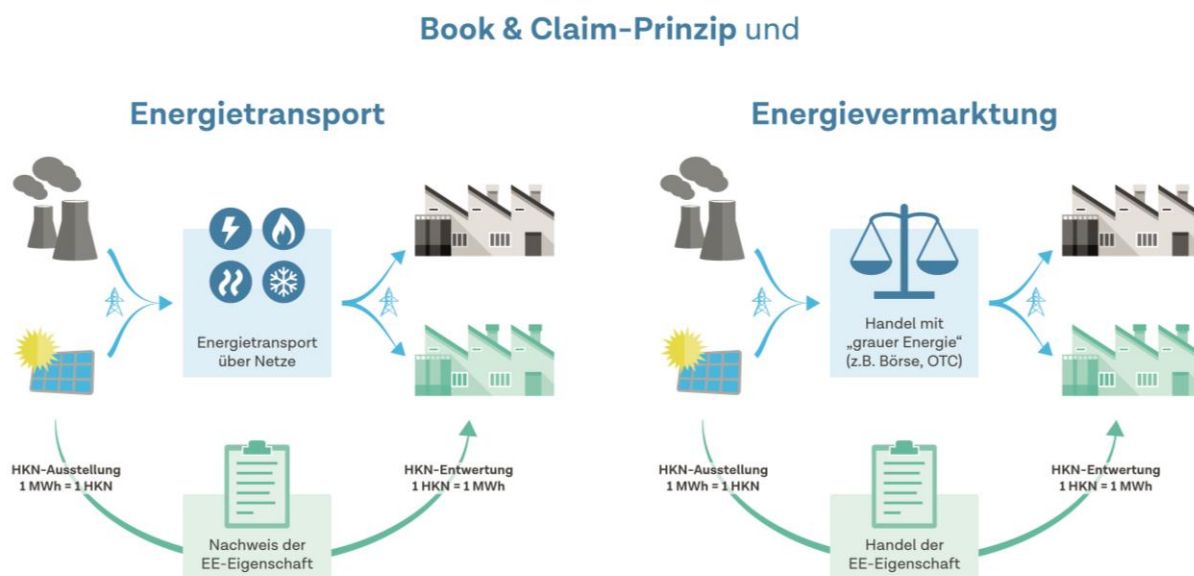 Book & Claim-Prinzip und
Energietransport
Energietransport
über Netze
HKN-Ausstellung
1 MWh = 1 HKN
HKN-Entwertung
1 HKN = 1 MWh
Nachweis der
EE-Eigenschaft
Energievermarktung
Handel mit
„grauer Energie“
(z.B. Börse, OTC)
HKN-Ausstellung
1 MWh = 1 HKN
HKN-Entwertung
1 HKN = 1 MWh
Handel der
EE-Eigenschaft